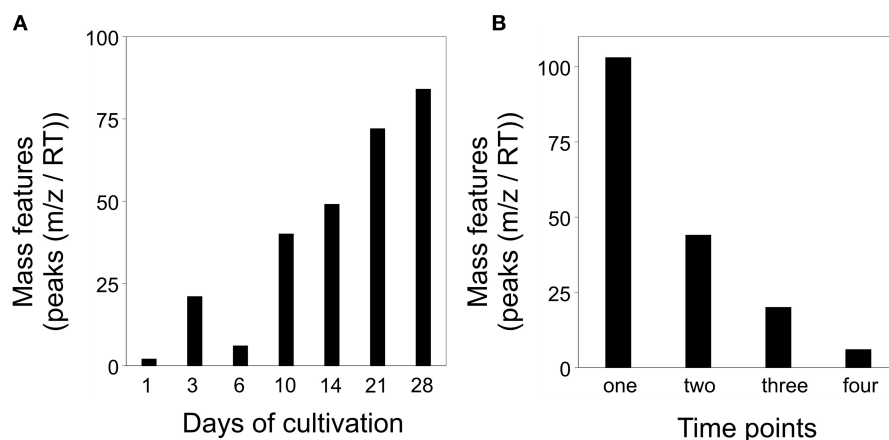 A
Mass features
(peaks (m/z / RT))
100
75
50
25
0
1 3 6 10 14 21 28
Days of cultivation
B
Mass features
(peaks (m/z / RT))
100
75
50
25
0
one two three four
Time points